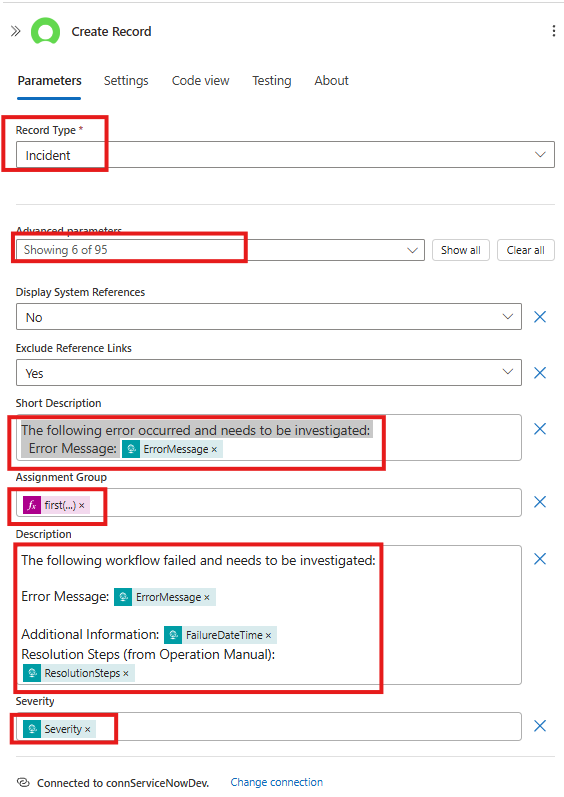 Create Record
Parameters Settings Code view Testing About
Record Type *
Incident
Advanced parameters
Showing 6 of 95 Show all Clear all
Display System References
No
Exclude Reference Links
Yes
Short Description
The following error occurred and needs to be investigated:
Error Message: ErrorMessage ×
Assignment Group
fx first(...) ×
Description
The following workflow failed and needs to be investigated:
Error Message: ErrorMessage ×
Additional Information: FailureDateTime ×
Resolution Steps (from Operation Manual):
ResolutionSteps ×
Severity
Severity ×
Connected to connServiceNowDev. Change connection